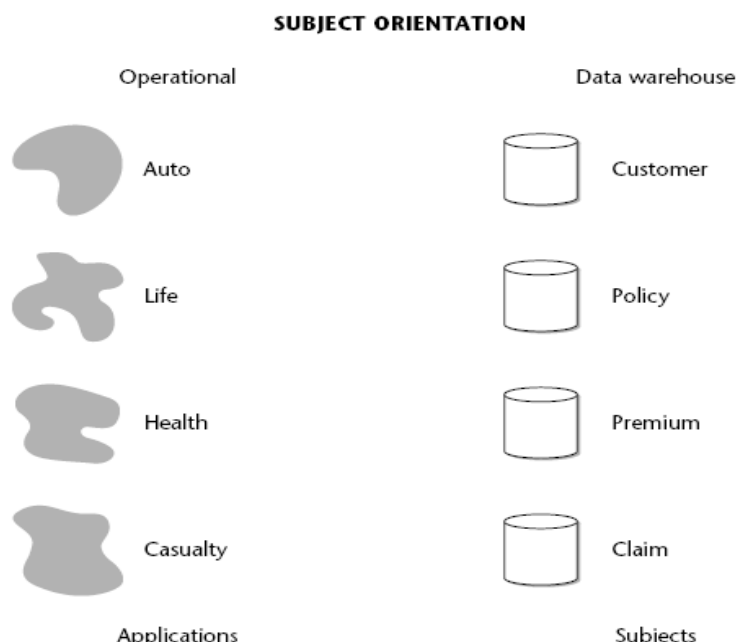 SUBJECT ORIENTATION
Operational Data warehouse
Auto Customer
Life Policy
Health Premium
Casualty Claim
Applications Subjects